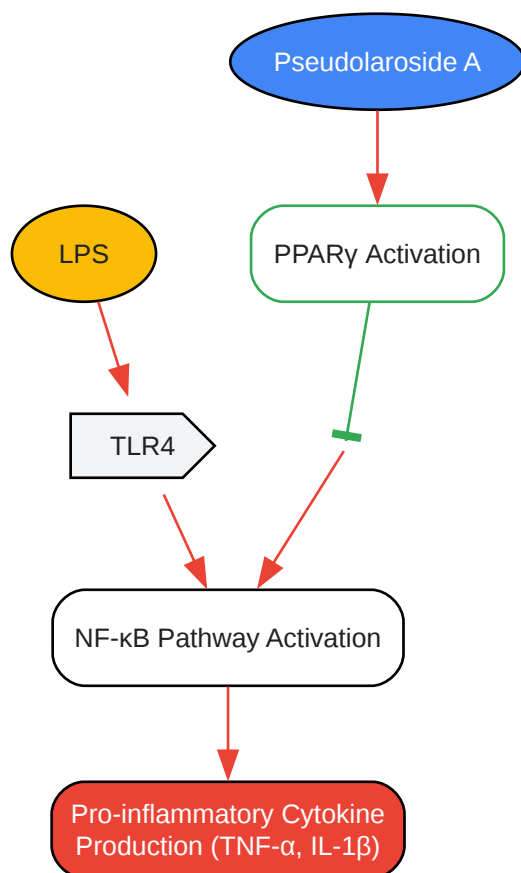 Pseudolaroside A
LPS
PPARγ Activation
TLR4
NF-κB Pathway Activation
Pro-inflammatory Cytokine
Production (TNF-α, IL-1β)